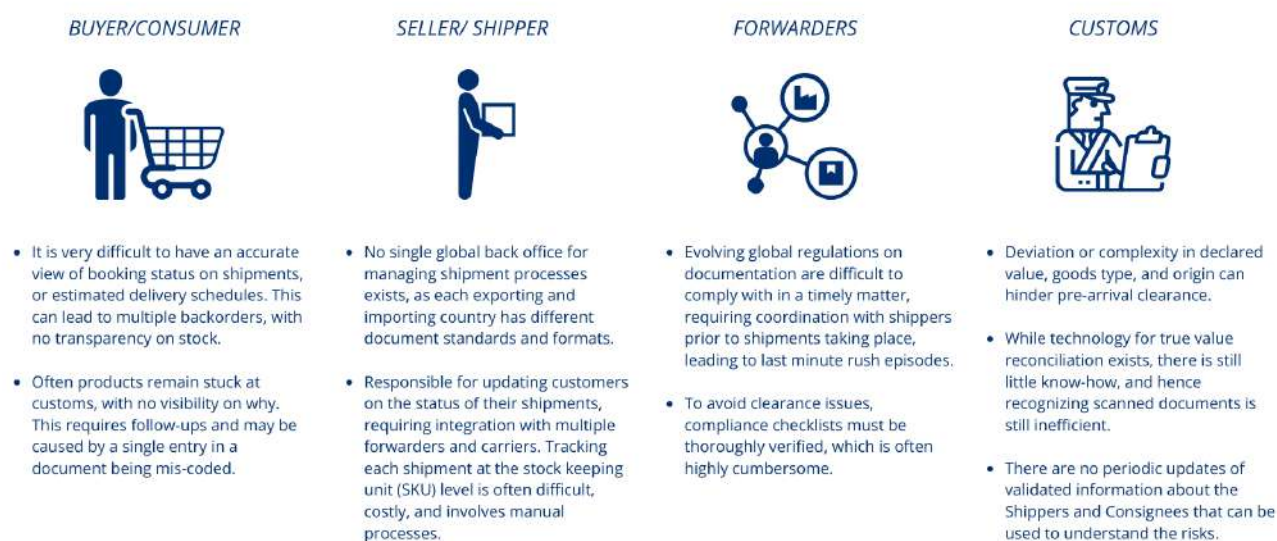 BUYER/CONSUMER
SELLER/ SHIPPER
FORWARDERS
CUSTOMS
• It is very difficult to have an accurate
view of booking status on shipments,
or estimated delivery schedules. This
can lead to multiple backorders, with
no transparency on stock.
• Often products remain stuck at
customs, with no visibility on why.
This requires follow-ups and may be
caused by a single entry in a
document being mis-coded.
• No single global back office for
managing shipment processes
exists, as each exporting and
importing country has different
document standards and formats.
• Responsible for updating customers
on the status of their shipments,
requiring integration with multiple
forwarders and carriers. Tracking
each shipment at the stock keeping
unit (SKU) level is often difficult,
costly, and involves manual
processes.
• Evolving global regulations on
documentation are difficult to
comply with in a timely matter,
requiring coordination with shippers
prior to shipments taking place,
leading to last minute rush episodes.
• To avoid clearance issues,
compliance checklists must be
thoroughly verified, which is often
highly cumbersome.
• Deviation or complexity in declared
value, goods type, and origin can
hinder pre-arrival clearance.
• While technology for true value
reconciliation exists, there is still
little know-how, and hence
recognizing scanned documents is
still inefficient.
• There are no periodic updates of
validated information about the
Shippers and Consignees that can be
used to understand the risks.